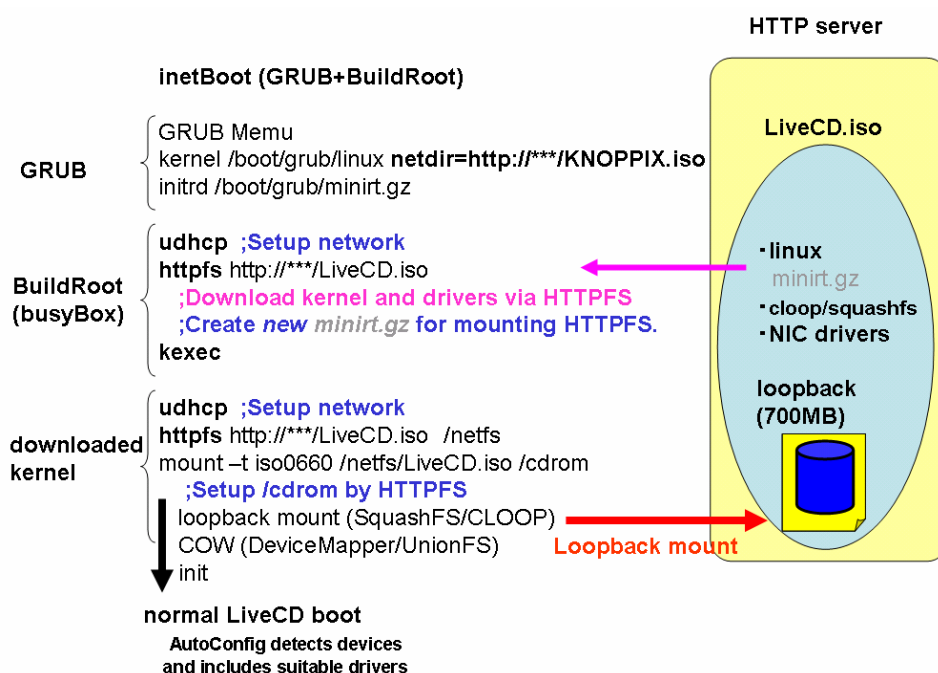 HTTP server
inetBoot (GRUB+BuildRoot)
GRUB
GRUB Memu
kernel /boot/grub/linux netdir=http://***/KNOPPIX.iso
initrd /boot/grub/minirt.gz
BuildRoot
(busyBox)
udhcp ;Setup network
httpfs http://***/LiveCD.iso
;Download kernel and drivers via HTTPFS
;Create new minirt.gz for mounting HTTPFS.
kexec
downloaded
kernel
udhcp ;Setup network
httpfs http://***/LiveCD.iso /netfs
mount –t iso0660 /netfs/LiveCD.iso /cdrom
;Setup /cdrom by HTTPFS
loopback mount (SquashFS/CLOOP)
COW (DeviceMapper/UnionFS)
init
Loopback mount
normal LiveCD boot
AutoConfig detects devices
and includes suitable drivers
LiveCD.iso
・linux
minirt.gz
・cloop/squashfs
・NIC drivers
loopback
(700MB)